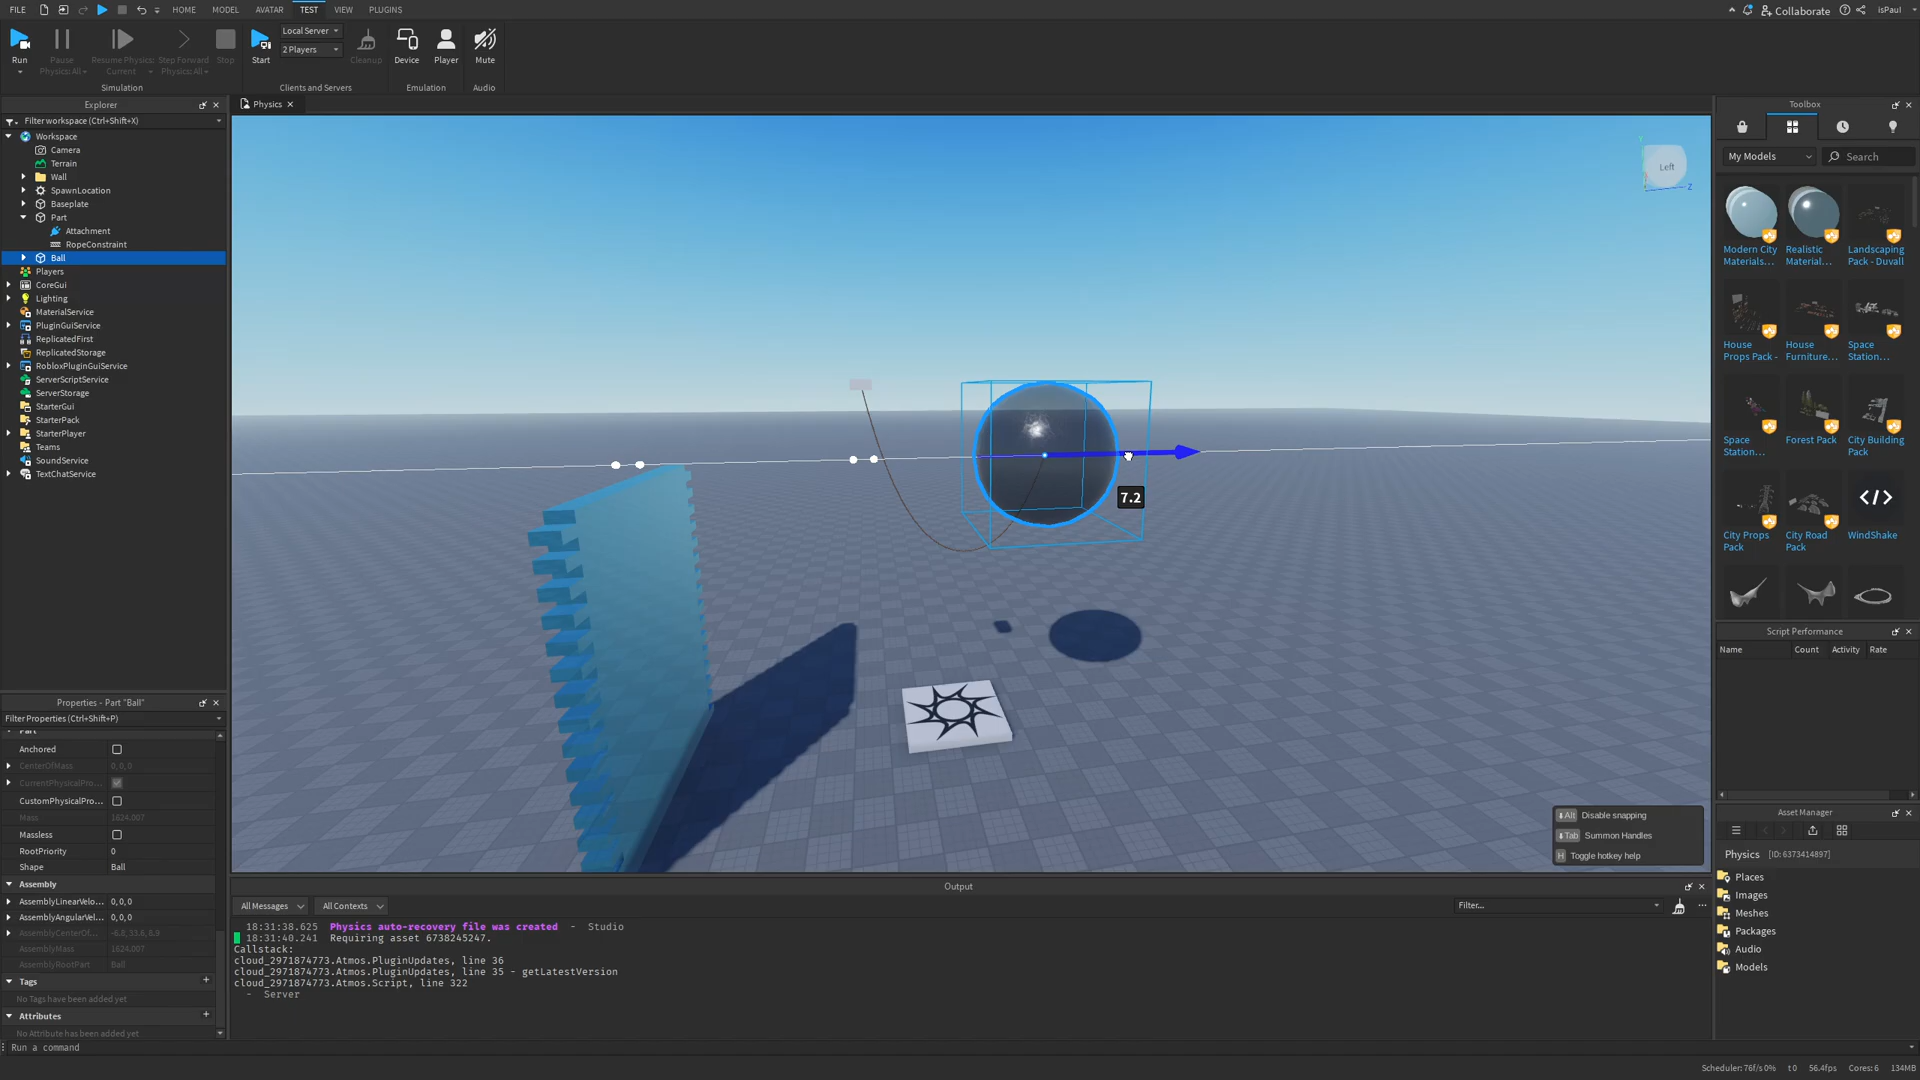 FILE
HOME
MODEL
AVATAR
TEST
VIEW
PLUGINS
Collaborate
isPaul
Run
Pause
Physics: All
Resume Physics:
Current
Step Forward
Physics: All
Stop
Simulation
Start
Local Server
2 Players
Cleanup
Clients and Servers
Device
Player
Emulation
Mute
Audio
Explorer
Filter workspace (Ctrl+Shift+X)
Workspace
Camera
Terrain
Wall
SpawnLocation
Baseplate
Part
Attachment
RopeConstraint
Ball
Players
CoreGui
Lighting
MaterialService
PluginGuiService
ReplicatedFirst
ReplicatedStorage
RobloxPluginGuiService
ServerScriptService
ServerStorage
StarterGui
StarterPack
StarterPlayer
Teams
SoundService
TextChatService
Properties - Part "Ball"
Filter Properties (Ctrl+Shift+P)
Part
Anchored
CenterOfMass 0, 0, 0
CurrentPhysicalPro...
CustomPhysicalPro...
Mass 1624.007
Massless
RootPriority 0
Shape Ball
Assembly
AssemblyLinearVelo... 0, 0, 0
AssemblyAngularVel... 0, 0, 0
AssemblyCenterOf... -6.8, 33.6, 8.9
AssemblyMass 1624.007
AssemblyRootPart Ball
Tags
No Tags have been added yet
Attributes
No Attribute has been added yet
Run a command
Physics
Y
Left
Z
7.2
Alt Disable snapping
Tab Summon Handles
H Toggle hotkey help
Output
All Messages
All Contexts
Filter...
18:31:38.625 Physics auto-recovery file was created - Studio
18:31:40.241 Requiring asset 6738245247.
Callstack:
cloud_2971874773.Atmos.PluginUpdates, line 36
cloud_2971874773.Atmos.PluginUpdates, line 35 - getLatestVersion
cloud_2971874773.Atmos.Script, line 322
- Server
Toolbox
My Models
Search
Modern City
Materials...
Realistic
Material...
Landscaping
Pack - Duvall
House
Props Pack -
House
Furniture...
Space
Station...
Space
Station...
Forest Pack
City Building
Pack
City Props
Pack
City Road
Pack
</>
WindShake
Script Performance
Name Count Activity Rate
Asset Manager
Physics [ID: 6373414897]
Places
Images
Meshes
Packages
Audio
Models
Scheduler: 76f/s 0% t 0 56.4fps Cores: 6 134MB